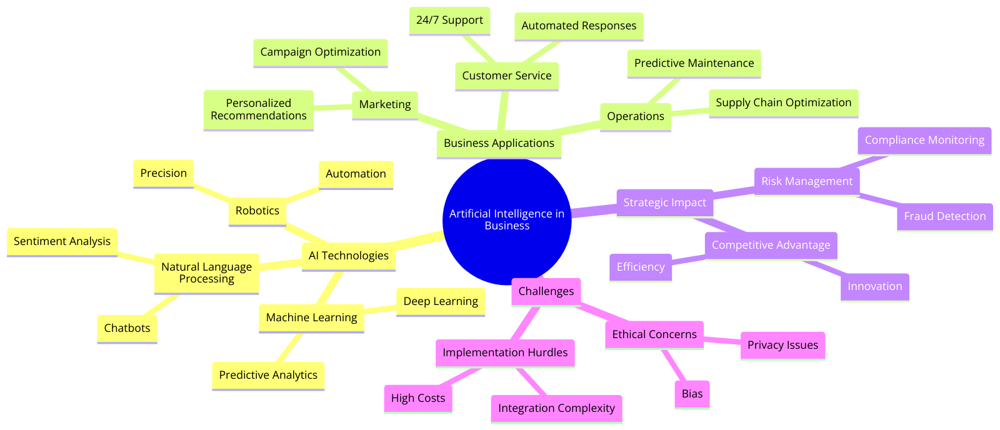 24/7 Support
Automated Responses
Campaign Optimization
Predictive Maintenance
Customer Service
Personalized
Recommendations
Marketing
Supply Chain Optimization
Operations
Business Applications
Compliance Monitoring
Precision
Automation
Risk Management
Robotics
Strategic Impact
Artificial Intelligence in
Business
Fraud Detection
Sentiment Analysis
AI Technologies
Competitive Advantage
Natural Language
Processing
Efficiency
Innovation
Challenges
Deep Learning
Machine Learning
Chatbots
Ethical Concerns
Privacy Issues
Implementation Hurdles
Predictive Analytics
High Costs
Bias
Integration Complexity